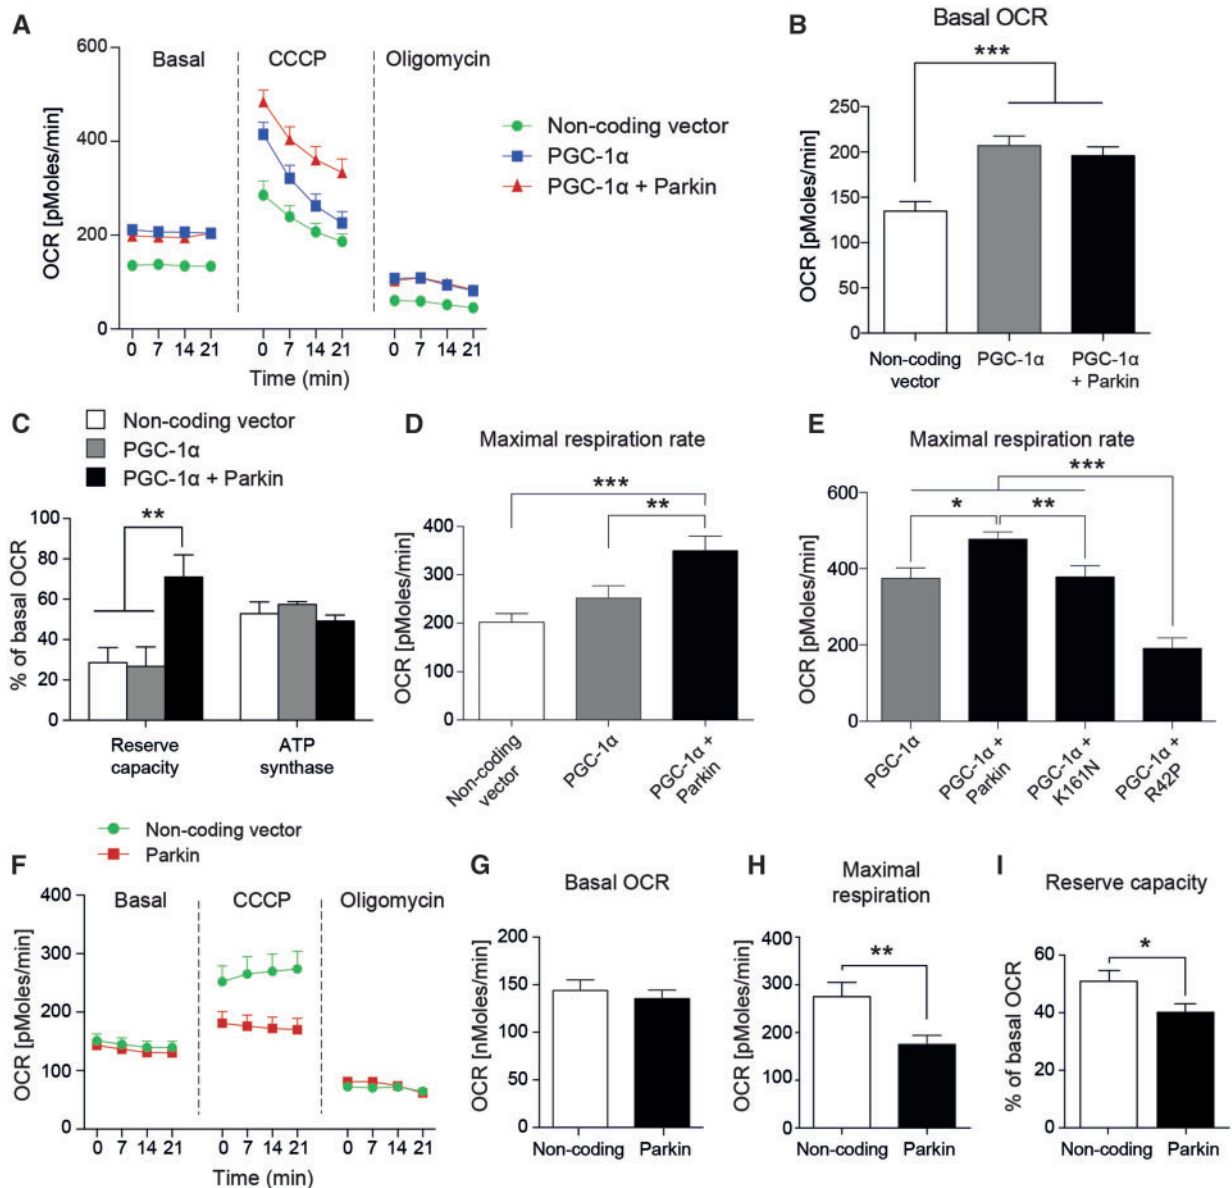 A
Basal
CCCP
Oligomycin
OCR [pMoles/min]
600
400
200
0
0 7 14 21 0 7 14 21 0 7 14 21
Time (min)
Non-coding vector
PGC-1α
PGC-1α + Parkin
B
Basal OCR
***
OCR [pMoles/min]
250
200
150
100
50
0
Non-coding
vector
PGC-1α
PGC-1α
+ Parkin
C
Non-coding vector
PGC-1α
PGC-1α + Parkin
**
% of basal OCR
100
80
60
40
20
0
Reserve
capacity
ATP
synthase
D
Maximal respiration rate
***
**
OCR [pMoles/min]
400
300
200
100
0
Non-coding
vector
PGC-1α
PGC-1α +
Parkin
E
Maximal respiration rate
***
* **
OCR [pMoles/min]
600
400
200
0
PGC-1α
PGC-1α +
Parkin
PGC-1α +
K161N
PGC-1α +
R42P
Non-coding vector
Parkin
F
Basal
CCCP
Oligomycin
OCR [pMoles/min]
400
300
200
100
0
0 7 14 21 0 7 14 21 0 7 14 21
Time (min)
G
Basal OCR
OCR [nMoles/min]
200
150
100
50
0
Non-coding Parkin
H
Maximal
respiration
**
OCR [pMoles/min]
400
300
200
100
0
Non-coding Parkin
I
Reserve capacity
*
% of basal OCR
60
40
20
0
Non-coding Parkin